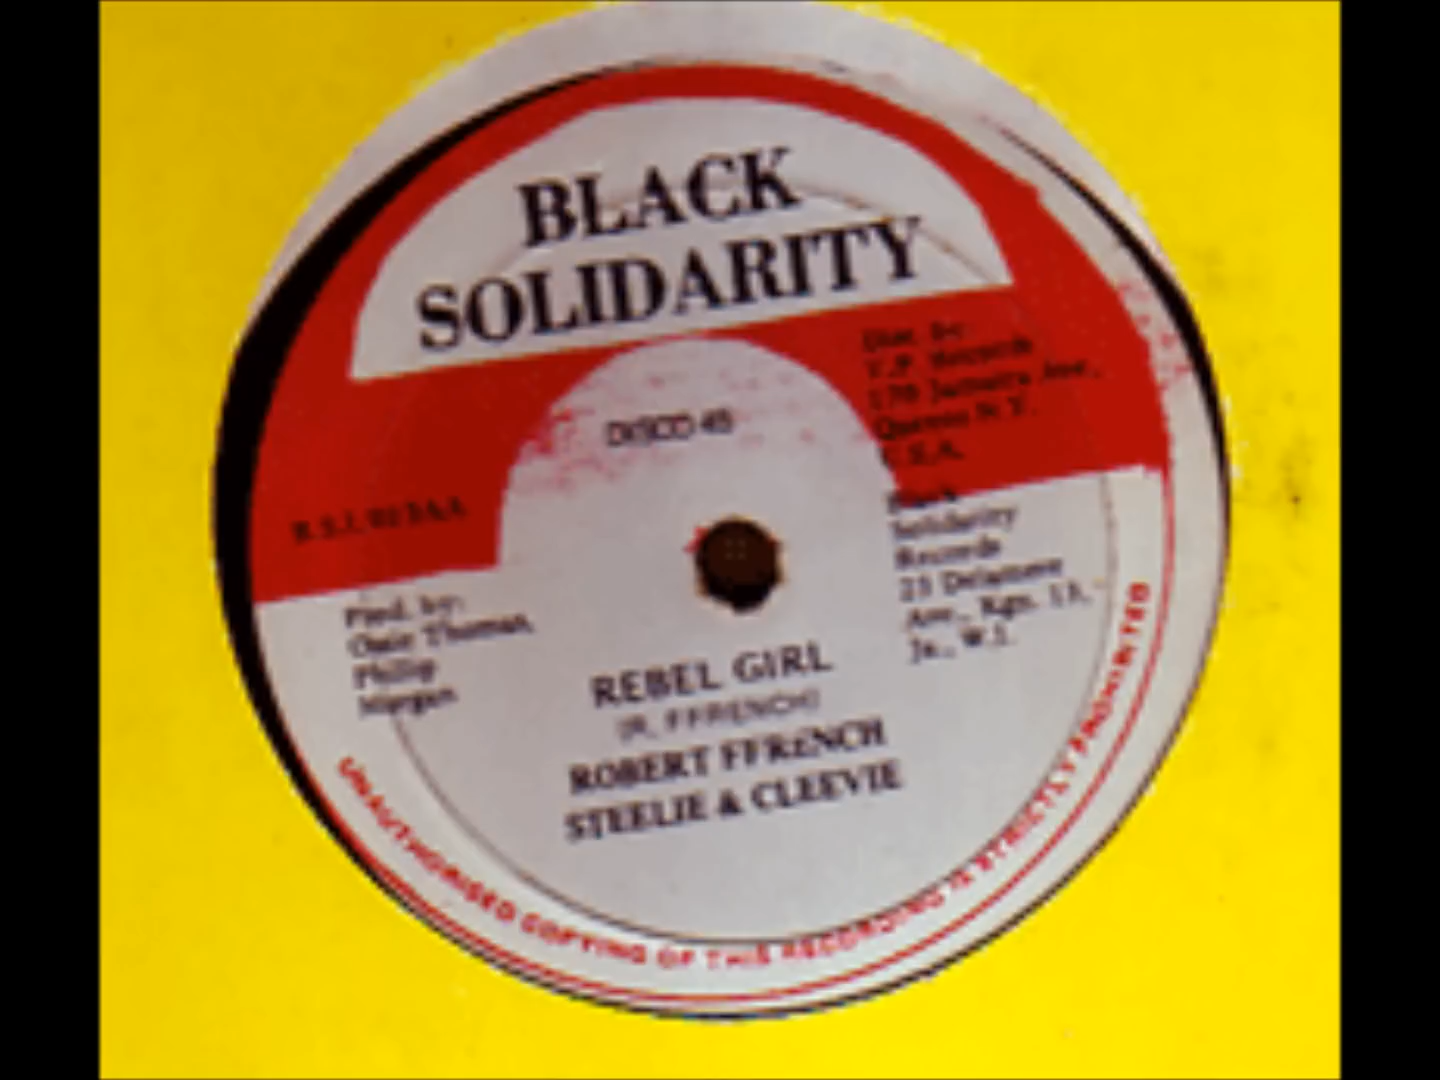 BLACK
SOLIDARITY
DISCO 45
Dist. by:
V.P. Records
170 Jamaica Ave.,
Queens N.Y.
U.S.A.
Black
Solidarity
Records
23 Delamere
Ave., Kgn. 13,
Ja., W.I.
Prod. by:
Ossie Thomas,
Phillip
Morgan
REBEL GIRL
(R. FFRENCH)
ROBERT FFRENCH
STEELIE & CLEEVIE
UNAUTHORISED COPYING OF THIS RECORDING IS STRICTLY PROHIBITED